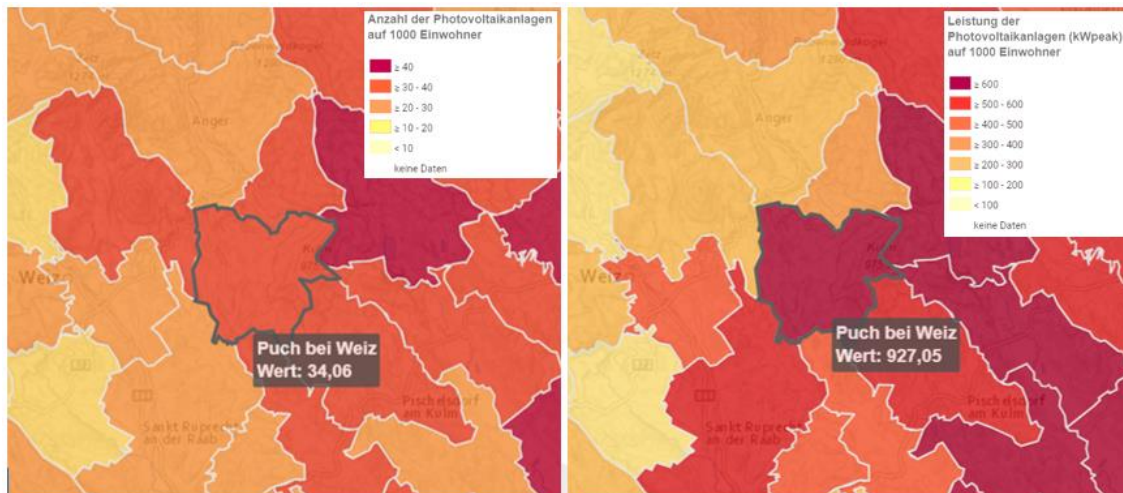 Anzahl der Photovoltaikanlagen
auf 1000 Einwohner
≥ 40
≥ 30 - 40
≥ 20 - 30
≥ 10 - 20
< 10
keine Daten
Anger
Kulm
Weiz
Puch bei Weiz
Wert: 34,06
Pischelsdorf
am Kulm
Sankt Ruprecht
an der Raab
Leistung der
Photovoltaikanlagen (kWpeak)
auf 1000 Einwohner
≥ 600
≥ 500 - 600
≥ 400 - 500
≥ 300 - 400
≥ 200 - 300
≥ 100 - 200
< 100
keine Daten
Anger
Weiz
Puch bei Weiz
Wert: 927,05
Pischelsdorf
am Kulm
Sankt Ruprecht
an der Raab